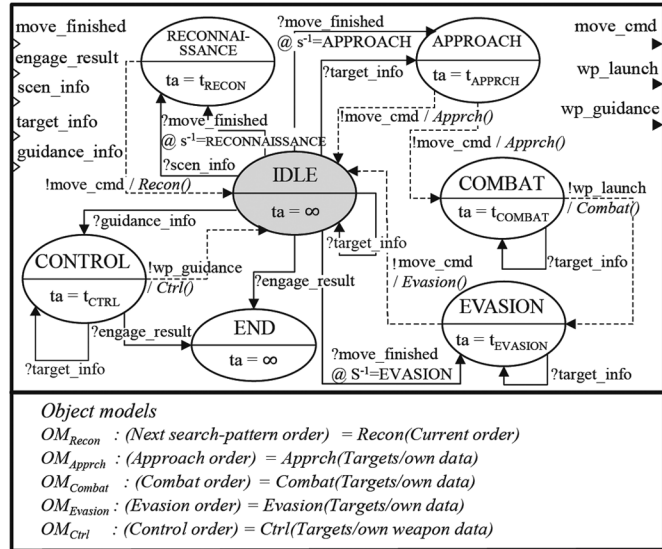 move_finished
engage_result
scen_info
target_info
guidance_info
RECONNAI-
SSANCE
ta = tRECON
?move_finished
@ s-1=APPROACH
APPROACH
ta = tAPPRCH
move_cmd
wp_launch
wp_guidance
?target_info
?move_finished
@ s-1=RECONNAISSANCE
?scen_info
!move_cmd / Recon()
!move_cmd / Apprch()
!move_cmd / Apprch()
IDLE
ta = ∞
COMBAT
ta = tCOMBAT
!wp_launch
/ Combat()
?guidance_info
?target_info
?target_info
CONTROL
ta = tCTRL
!wp_guidance
/ Ctrl()
?engage_result
!move_cmd
/ Evasion()
EVASION
ta = tEVASION
?engage_result
END
ta = ∞
?target_info
?move_finished
@ S-1=EVASION
?target_info
Object models
OMRecon : (Next search-pattern order) = Recon(Current order)
OMApprch : (Approach order) = Apprch(Targets/own data)
OMCombat : (Combat order) = Combat(Targets/own data)
OMEvasion : (Evasion order) = Evasion(Targets/own data)
OMCtrl : (Control order) = Ctrl(Targets/own weapon data)